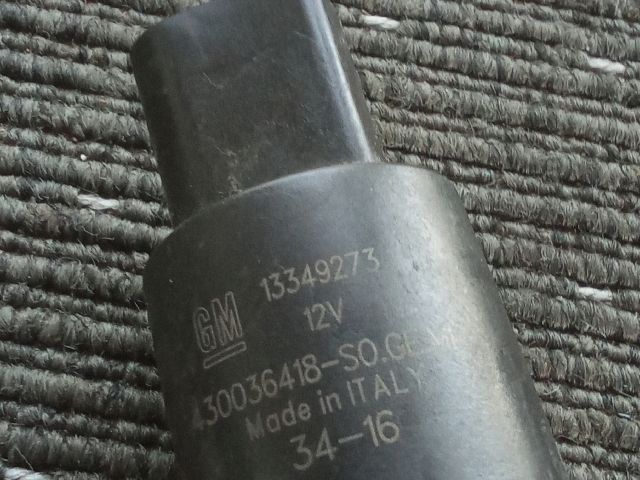 13349273
GM
12V
430036418-SO.
Made in ITALY
34-16